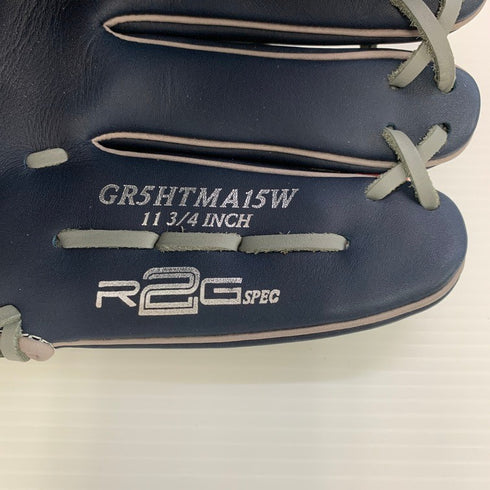 GR5HTMA15W
11 3/4 INCH
R2G SPEC